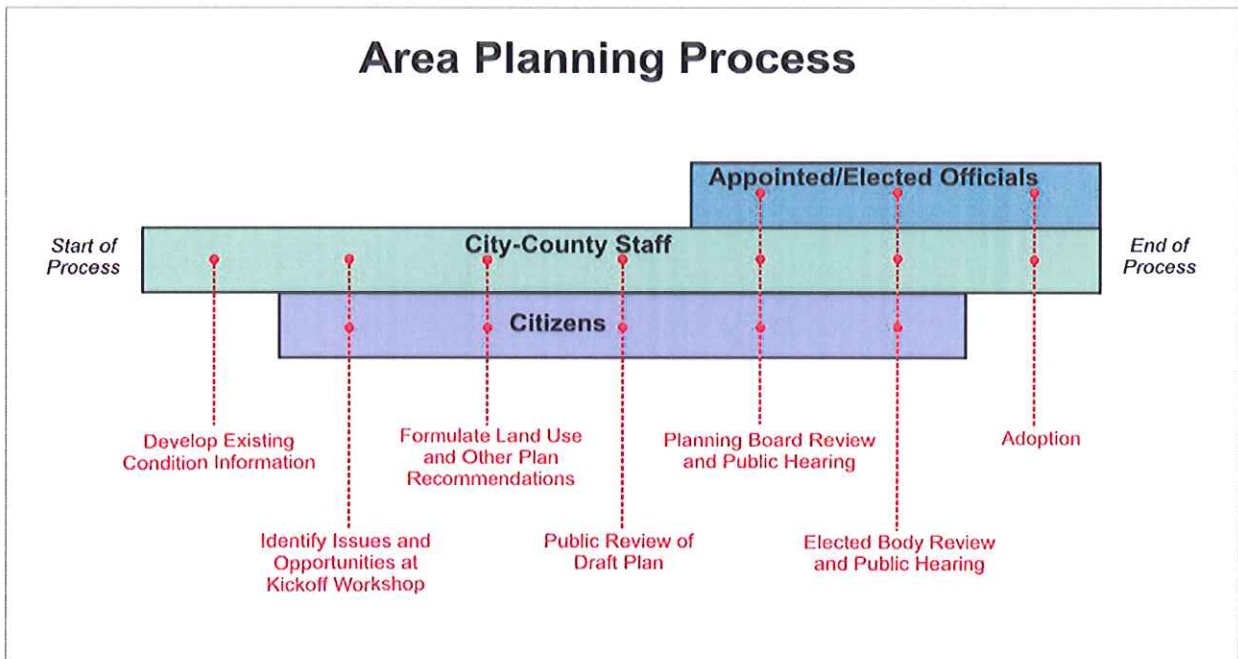 Area Planning Process
Appointed/Elected Officials
Start of
Process
City-County Staff
End of
Process
Citizens
Develop Existing
Condition Information
Formulate Land Use
and Other Plan
Recommendations
Planning Board Review
and Public Hearing
Adoption
Identify Issues and
Opportunities at
Kickoff Workshop
Public Review of
Draft Plan
Elected Body Review
and Public Hearing